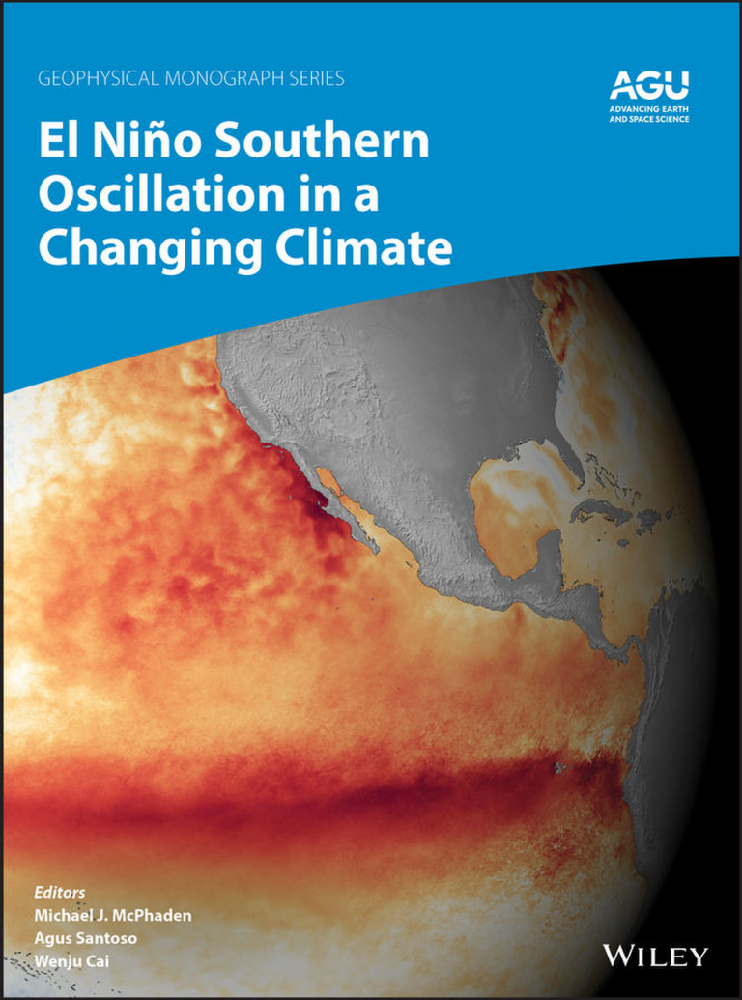 GEOPHYSICAL MONOGRAPH SERIES
AGU
ADVANCING EARTH
AND SPACE SCIENCE
El Niño Southern
Oscillation in a
Changing Climate
Editors
Michael J. McPhaden
Agus Santoso
Wenju Cai
WILEY